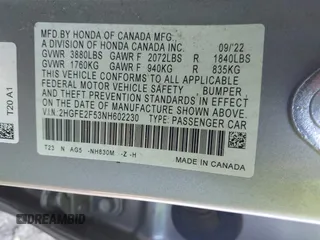 MFD. BY HONDA OF CANADA MFG.,
A DIVISION OF HONDA CANADA INC. 09/'22
GVWR 3880LBS GAWR F 2072LBS R 1840LBS
GVWR 1760KG GAWR F 940KG R 835KG
THIS VEHICLE CONFORMS TO ALL APPLICABLE
FEDERAL MOTOR VEHICLE SAFETY, BUMPER,
AND THEFT PREVENTION STANDARDS IN EFFECT
ON THE DATE OF MANUFACTURE SHOWN ABOVE.
V.I.N: 2HGFE2F53NH602230 TYPE: PASSENGER CAR
T20 N AG5 -NH830M -Z -H
MADE IN CANADA
T20 A1
DREAMBID